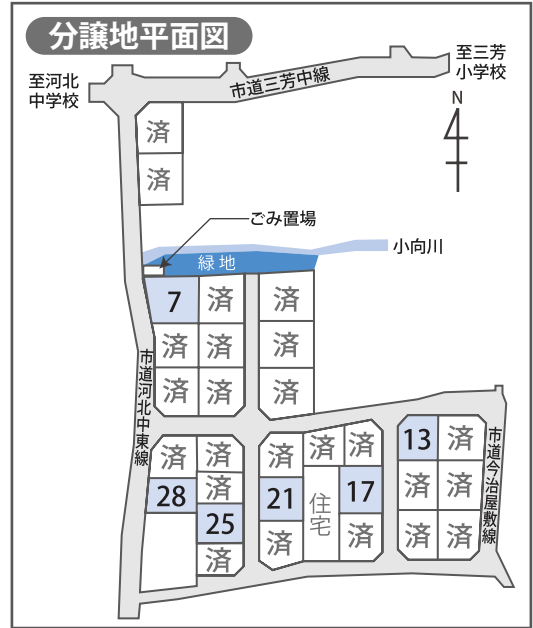 分譲地平面図
至三芳
小学校
至河北
中学校
市道三芳中線
N
済
済
ごみ置場
小向川
緑地
7
済
済
済
済
済
済
済
済
市道河北中東線
済
済
済
28
25
済
済
21
済
済
済
住宅
17
済
13
済
済
済
済
済
市道今治屋敷線